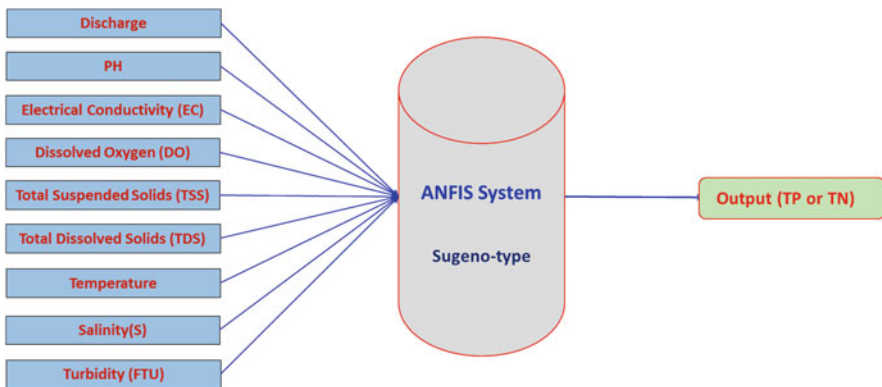 Discharge
PH
Electrical Conductivity (EC)
Dissolved Oxygen (DO)
Total Suspended Solids (TSS)
Total Dissolved Solids (TDS)
Temperature
Salinity(S)
Turbidity (FTU)
ANFIS System
Sugeno-type
Output (TP or TN)